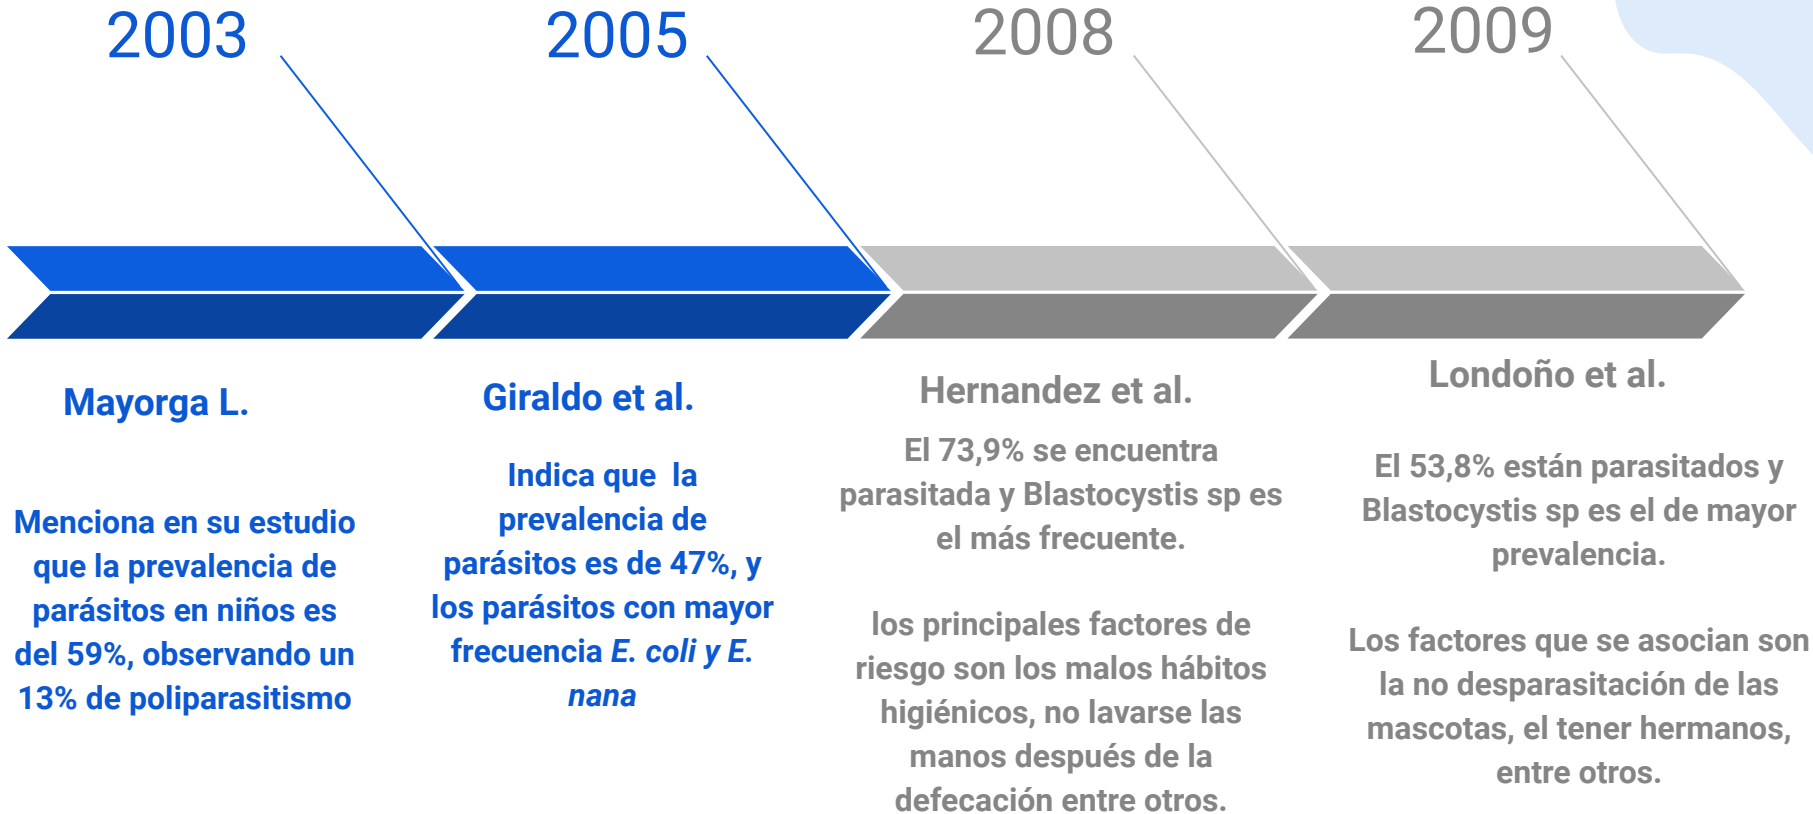 2003
2005
2008
2009
Mayorga L.
Menciona en su estudio
que la prevalencia de
parásitos en niños es
del 59%, observando un
13% de poliparasitismo
Giraldo et al.
Indica que la
prevalencia de
parásitos es de 47%, y
los parásitos con mayor
frecuencia E. coli y E.
nana
Hernandez et al.
El 73,9% se encuentra
parasitada y Blastocystis sp es
el más frecuente.
los principales factores de
riesgo son los malos hábitos
higiénicos, no lavarse las
manos después de la
defecación entre otros.
Londoño et al.
El 53,8% están parasitados y
Blastocystis sp es el de mayor
prevalencia.
Los factores que se asocian son
la no desparasitación de las
mascotas, el tener hermanos,
entre otros.